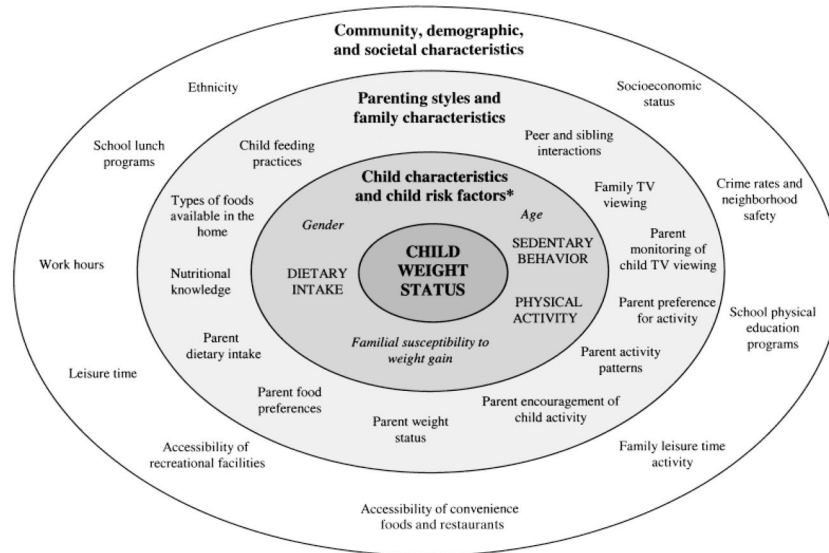 Community, demographic,
and societal characteristics
Ethnicity
Socioeconomic
status
Parenting styles and
family characteristics
School lunch
programs
Child feeding
practices
Peer and sibling
interactions
Child characteristics
and child risk factors*
Crime rates and
neighborhood
safety
Types of foods
available in the
home
Family TV
viewing
Gender
Age
Parent
monitoring of
child TV viewing
CHILD
WEIGHT
STATUS
SEDENTARY
BEHAVIOR
Work hours
Nutritional
knowledge
DIETARY
INTAKE
PHYSICAL
ACTIVITY
Parent preference
for activity
School physical
education
programs
Parent
dietary intake
Familial susceptibility to
weight gain
Parent activity
patterns
Leisure time
Parent food
preferences
Parent weight
status
Parent encouragement of
child activity
Accessibility of
recreational facilities
Family leisure time
activity
Accessibility of convenience
foods and restaurants